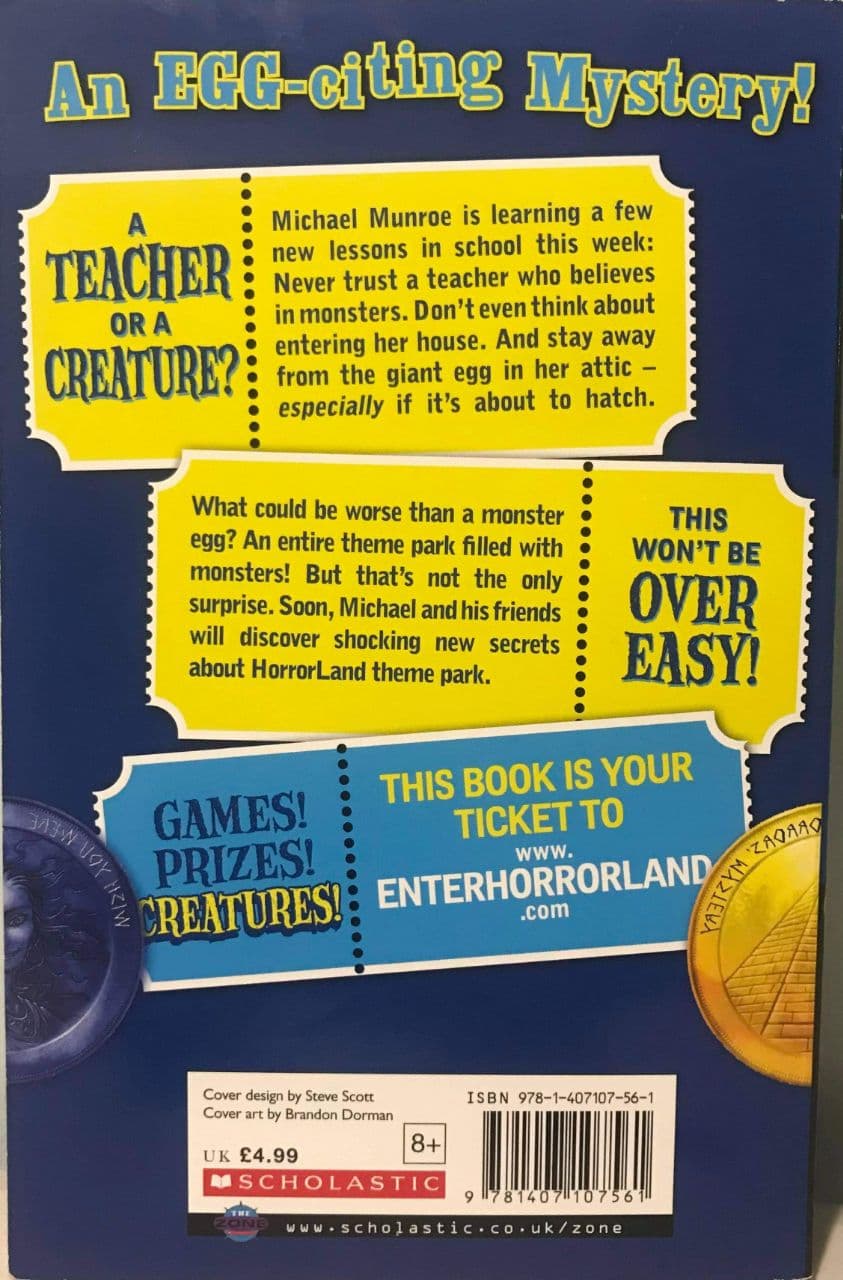 An EGG-citing Mystery!
A
TEACHER
OR A
CREATURE?
Michael Munroe is learning a few
new lessons in school this week:
Never trust a teacher who believes
in monsters. Don't even think about
entering her house. And stay away
from the giant egg in her attic –
especially if it's about to hatch.
What could be worse than a monster
egg? An entire theme park filled with
monsters! But that's not the only
surprise. Soon, Michael and his friends
will discover shocking new secrets
about HorrorLand theme park.
THIS
WON'T BE
OVER
EASY!
GAMES!
PRIZES!
CREATURES!
THIS BOOK IS YOUR
TICKET TO
www.
ENTERHORRORLAND
.com
WISH YOU WERE
MYSTERY
Cover design by Steve Scott
Cover art by Brandon Dorman
8+
UK £4.99
SCHOLASTIC
ISBN 978-1-407107-56-1
9 781407 107561
THE
ZONE
www.scholastic.co.uk/zone